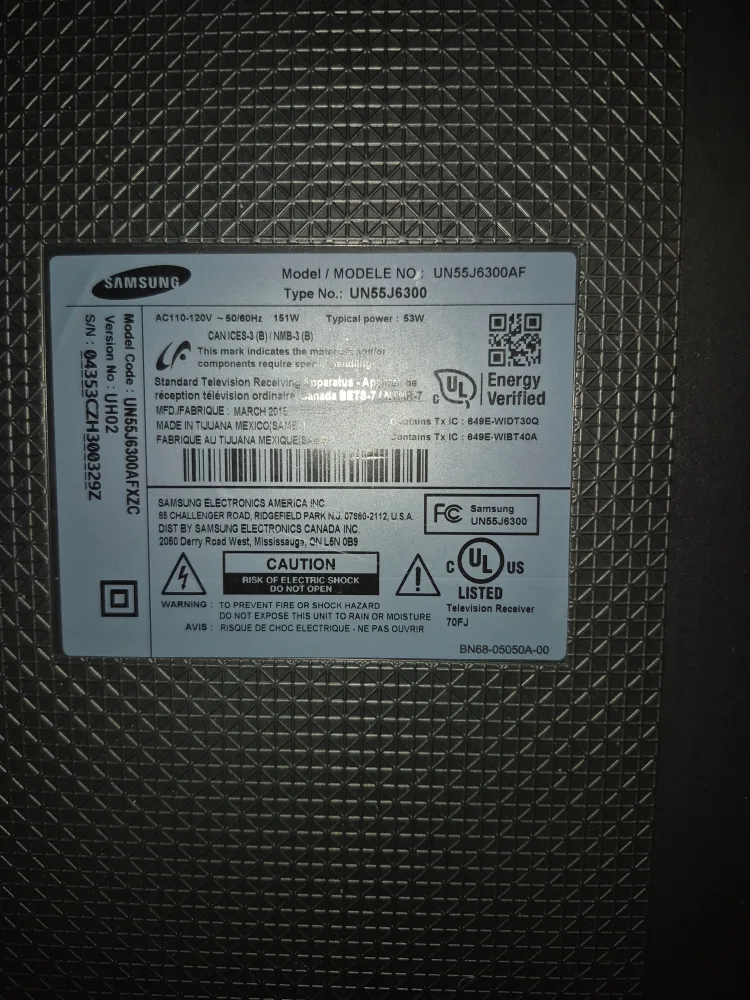 SAMSUNG
Model / MODELE NO : UN55J6300AF
Type No.: UN55J6300
Model Code : UN55J6300AFXZC
Version No : UH02
S/N : 04353CZH300329Z
AC110-120V ~ 50/60Hz 151W Typical power : 53W
CAN ICES-3 (B) / NMB-3 (B)
This mark indicates the materials and/or
components require special handling
Standard Television Receiving Apparatus - de
réception télévision ordinaire, Canada BETS-7 /
MFD./FABRIQUE : MARCH
MADE IN TIJUANA MEXICO(SAME
FABRIQUE AU TIJUANA MEXIQUE
C UL Energy
Verified
Contains Tx IC : 649E-WIDT30Q
Contains Tx IC : 649E-WIBT40A
SAMSUNG ELECTRONICS AMERICA INC.
85 CHALLENGER ROAD, RIDGEFIELD PARK N.J. 07660-2112, U.S.A.
DIST BY SAMSUNG ELECTRONICS CANADA INC.
2050 Derry Road West, Mississauga, ON L5N 0B9
FC Samsung
UN55J6300
CAUTION
RISK OF ELECTRIC SHOCK
DO NOT OPEN
WARNING : TO PREVENT FIRE OR SHOCK HAZARD
DO NOT EXPOSE THIS UNIT TO RAIN OR MOISTURE
AVIS : RISQUE DE CHOC ELECTRIQUE - NE PAS OUVRIR
C UL US
LISTED
Television Receiver
70FJ
BN68-05050A-00